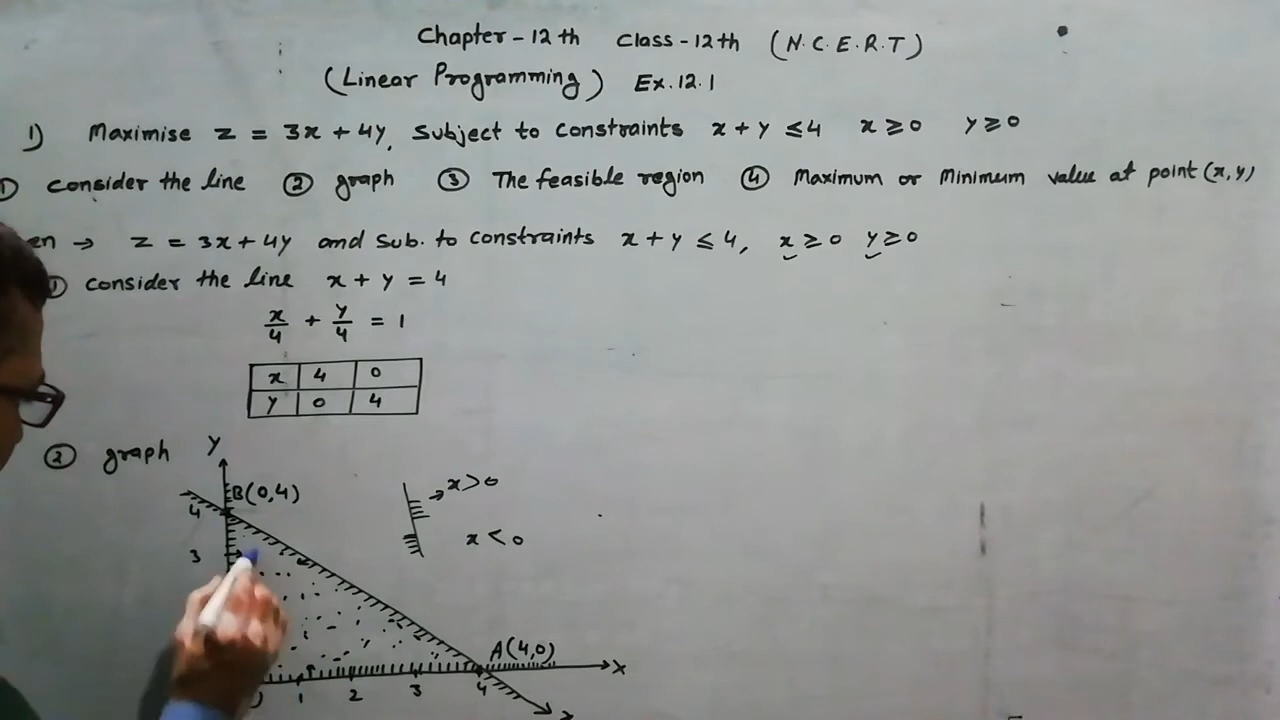 Chapter-12th Class-12th (N.C.E.R.T)
(Linear Programming) Ex.12.1
1) Maximise z = 3x + 4y, subject to constraints x + y ≤ 4 x ≥ 0 y ≥ 0
① consider the line ② graph ③ The feasible region ④ Maximum or Minimum value at point (x, y)
→ z = 3x + 4y and sub. to constraints x + y ≤ 4, x ≥ 0 y ≥ 0
① consider the line x + y = 4
x/4 + y/4 = 1
x 4 0
y 0 4
② graph Y
B(0,4)
x>0
4
x < 0
3
A(4,0)
X
1 2 3 4